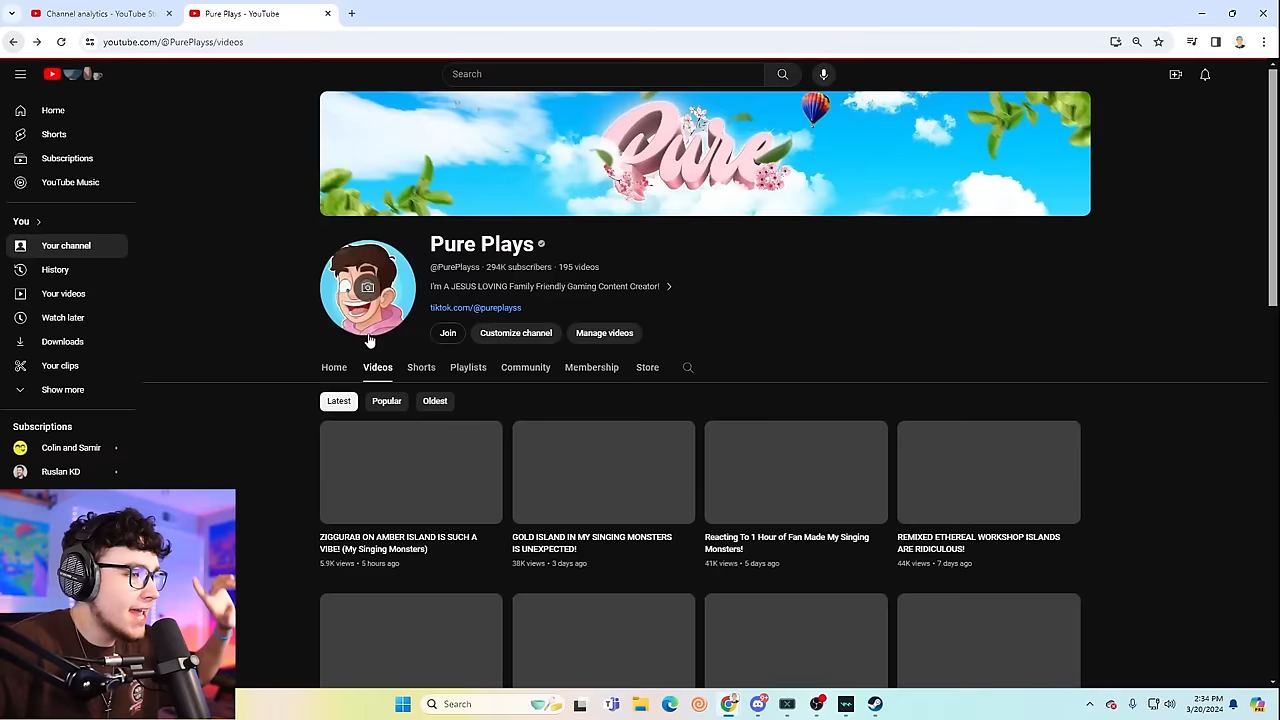 Channel analytics - YouTube St
Pure Plays - YouTube
youtube.com/@PurePlayss/videos
Search
Home
Shorts
Subscriptions
YouTube Music
You
Your channel
History
Your videos
Watch later
Downloads
Your clips
Show more
Subscriptions
Colin and Samir
Ruslan KD
Pure
Pure Plays
@PurePlayss · 294K subscribers · 195 videos
I'm A JESUS LOVING Family Friendly Gaming Content Creator!
tiktok.com/@pureplayss
Join Customize channel Manage videos
Home Videos Shorts Playlists Community Membership Store
Latest Popular Oldest
ZIGGURAB ON AMBER ISLAND IS SUCH A
VIBE! (My Singing Monsters)
5.9K views · 5 hours ago
GOLD ISLAND IN MY SINGING MONSTERS
IS UNEXPECTED!
38K views · 3 days ago
Reacting To 1 Hour of Fan Made My Singing
Monsters!
41K views · 5 days ago
REMIXED ETHEREAL WORKSHOP ISLANDS
ARE RIDICULOUS!
44K views · 7 days ago
Search
2:34 PM
3/20/2024